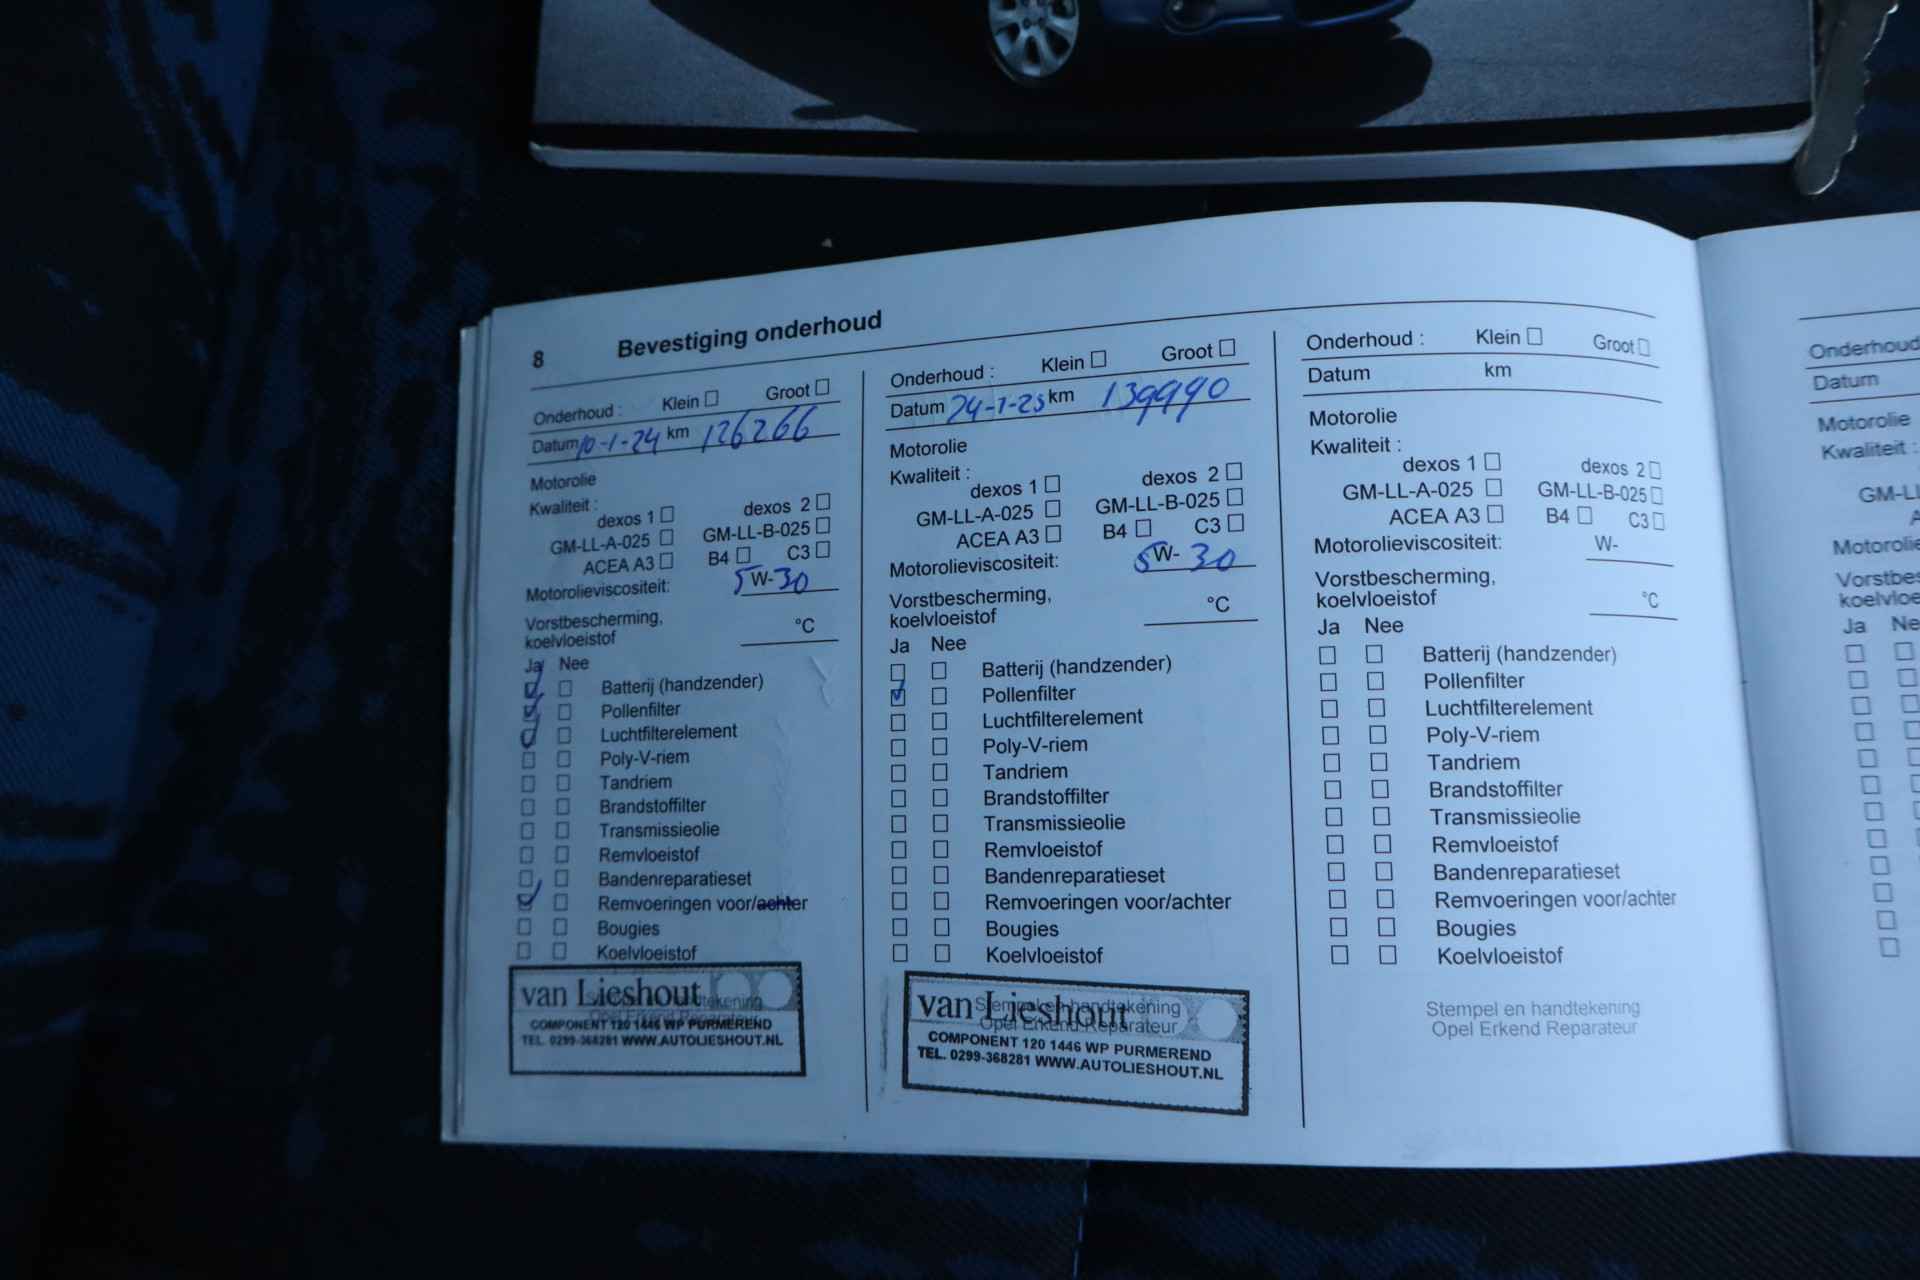 8 Bevestiging onderhoud
Onderhoud : Klein Groot
Datum 10-1-24 km 126266
Motorolie
Kwaliteit :
dexos 1 dexos 2
GM-LL-A-025 GM-LL-B-025
ACEA A3 B4 C3
Motorolieviscositeit: 5W-30
Vorstbescherming,
koelvloeistof °C
Ja Nee
Batterij (handzender)
Pollenfilter
Luchtfilterelement
Poly-V-riem
Tandriem
Brandstoffilter
Transmissieolie
Remvloeistof
Bandenreparatieset
Remvoeringen voor/achter
Bougies
Koelvloeistof
van Lieshout
COMPONENT 120 1446 WP PURMEREND
TEL. 0299-368281 WWW.AUTOLIESHOUT.NL
Onderhoud : Klein Groot
Datum 24-1-25 km 139990
Motorolie
Kwaliteit :
dexos 1 dexos 2
GM-LL-A-025 GM-LL-B-025
ACEA A3 B4 C3
Motorolieviscositeit: 5W-30
Vorstbescherming,
koelvloeistof °C
Ja Nee
Batterij (handzender)
Pollenfilter
Luchtfilterelement
Poly-V-riem
Tandriem
Brandstoffilter
Transmissieolie
Remvloeistof
Bandenreparatieset
Remvoeringen voor/achter
Bougies
Koelvloeistof
Stempel en handtekening
Opel Erkend Reparateur
van Lieshout
COMPONENT 120 1446 WP PURMEREND
TEL. 0299-368281 WWW.AUTOLIESHOUT.NL
Onderhoud : Klein Groot
Datum km
Motorolie
Kwaliteit :
dexos 1 dexos 2
GM-LL-A-025 GM-LL-B-025
ACEA A3 B4 C3
Motorolieviscositeit: W-
Vorstbescherming,
koelvloeistof °C
Ja Nee
Batterij (handzender)
Pollenfilter
Luchtfilterelement
Poly-V-riem
Tandriem
Brandstoffilter
Transmissieolie
Remvloeistof
Bandenreparatieset
Remvoeringen voor/achter
Bougies
Koelvloeistof
Stempel en handtekening
Opel Erkend Reparateur
Onderhoud
Datum
Motorolie
Kwaliteit :
Ja